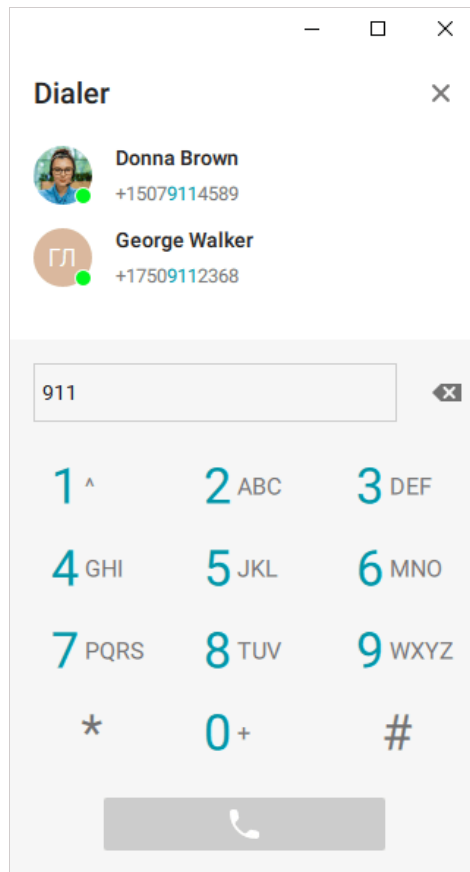 Dialer
Donna Brown
+15079114589
ГЛ
George Walker
+17509112368
911
1 ^ 2 ABC 3 DEF
4 GHI 5 JKL 6 MNO
7 PQRS 8 TUV 9 WXYZ
* 0 + #